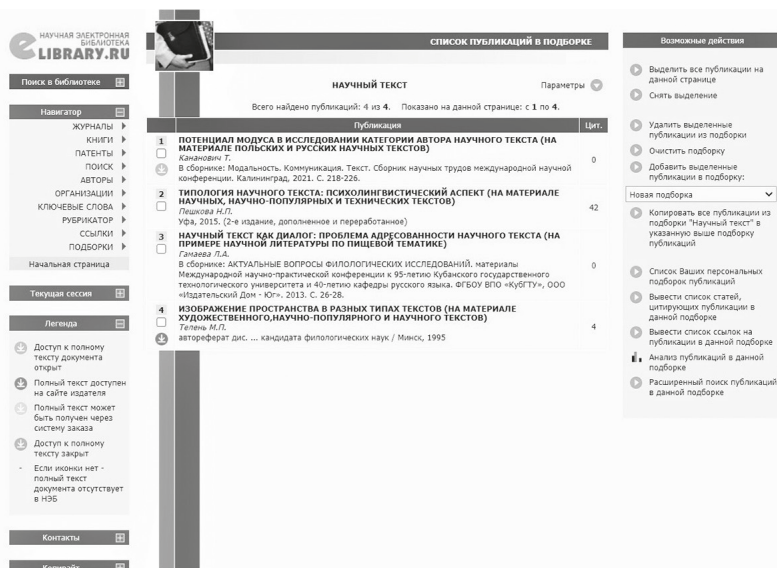 НАУЧНАЯ ЭЛЕКТРОННАЯ
БИБЛИОТЕКА
LIBRARY.RU
Поиск в библиотеке
Навигатор
ЖУРНАЛЫ
КНИГИ
ПАТЕНТЫ
ПОИСК
АВТОРЫ
ОРГАНИЗАЦИИ
КЛЮЧЕВЫЕ СЛОВА
РУБРИКАТОР
ССЫЛКИ
ПОДБОРКИ
Начальная страница
Текущая сессия
Легенда
Доступ к полному
тексту документа
открыт
Полный текст доступен
на сайте издателя
Полный текст может
быть получен через
систему заказа
Доступ к полному
тексту закрыт
- Если иконки нет -
полный текст
документа отсутствует
в НЭБ
Контакты
Копирайт
СПИСОК ПУБЛИКАЦИЙ В ПОДБОРКЕ
НАУЧНЫЙ ТЕКСТ
Параметры
Всего найдено публикаций: 4 из 4. Показано на данной странице: с 1 по 4.
Публикация Цит.
1 ПОТЕНЦИАЛ МОДУСА В ИССЛЕДОВАНИИ КАТЕГОРИИ АВТОРА НАУЧНОГО ТЕКСТА (НА
МАТЕРИАЛЕ ПОЛЬСКИХ И РУССКИХ НАУЧНЫХ ТЕКСТОВ)
Кананович Т.
В сборнике: Модальность. Коммуникация. Текст. Сборник научных трудов международной научной
конференции. Калининград, 2021. С. 218-226.
0
2 ТИПОЛОГИЯ НАУЧНОГО ТЕКСТА: ПСИХОЛИНГВИСТИЧЕСКИЙ АСПЕКТ (НА МАТЕРИАЛЕ
НАУЧНЫХ, НАУЧНО-ПОПУЛЯРНЫХ И ТЕХНИЧЕСКИХ ТЕКСТОВ)
Пешкова Н.П.
Уфа, 2015. (2-е издание, дополненное и переработанное)
42
3 НАУЧНЫЙ ТЕКСТ КАК ДИАЛОГ: ПРОБЛЕМА АДРЕСОВАННОСТИ НАУЧНОГО ТЕКСТА (НА
ПРИМЕРЕ НАУЧНОЙ ЛИТЕРАТУРЫ ПО ПИЩЕВОЙ ТЕМАТИКЕ)
Гамаева Л.А.
В сборнике: АКТУАЛЬНЫЕ ВОПРОСЫ ФИЛОЛОГИЧЕСКИХ ИССЛЕДОВАНИЙ. материалы
Международной научно-практической конференции к 95-летию Кубанского государственного
технологического университета и 40-летию кафедры русского языка. ФГБОУ ВПО «КубГТУ», ООО
«Издательский Дом - Юг». 2013. С. 26-28.
0
4 ИЗОБРАЖЕНИЕ ПРОСТРАНСТВА В РАЗНЫХ ТИПАХ ТЕКСТОВ (НА МАТЕРИАЛЕ
ХУДОЖЕСТВЕННОГО,НАУЧНО-ПОПУЛЯРНОГО И НАУЧНОГО ТЕКСТОВ)
Телень М.П.
автореферат дис. ... кандидата филологических наук / Минск, 1995
4
Возможные действия
Выделить все публикации на
данной странице
Снять выделение
Удалить выделенные
публикации из подборки
Очистить подборку
Добавить выделенные
публикации в подборку:
Новая подборка
Копировать все публикации из
подборки "Научный текст" в
указанную выше подборку
публикаций
Список Ваших персональных
подборок публикаций
Вывести список статей,
цитирующих публикации в
данной подборке
Вывести список ссылок на
публикации в данной подборке
Анализ публикаций в данной
подборке
Расширенный поиск публикаций
в данной подборке